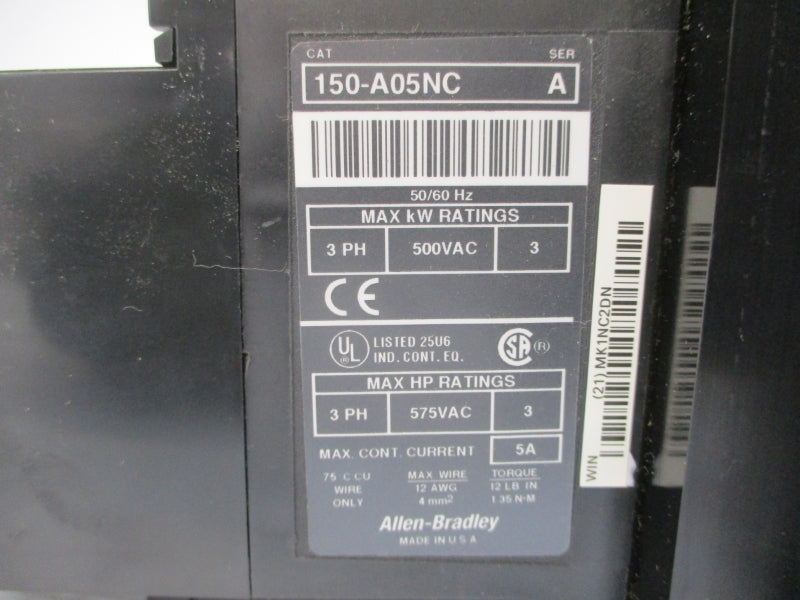 CAT SER
150-A05NC A
50/60 Hz
MAX kW RATINGS
3 PH 500VAC 3
CE
UL (R) LISTED 25U6
IND. CONT. EQ.
SA (R)
MAX HP RATINGS
3 PH 575VAC 3
MAX. CONT. CURRENT 5A
75 C CU
WIRE
ONLY
MAX WIRE
12 AWG
4 mm²
TORQUE
12 LB IN
1.35 N-M
Allen-Bradley
MADE IN U S A
WIN (21) MK1NC2DN